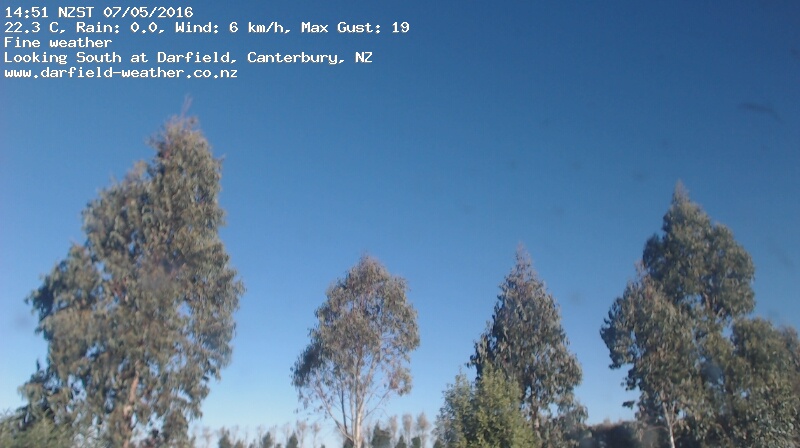 14:51 NZST 07/05/2016
22.3 C, Rain: 0.0, Wind: 6 km/h, Max Gust: 19
Fine weather
Looking South at Darfield, Canterbury, NZ
www.darfield-weather.co.nz